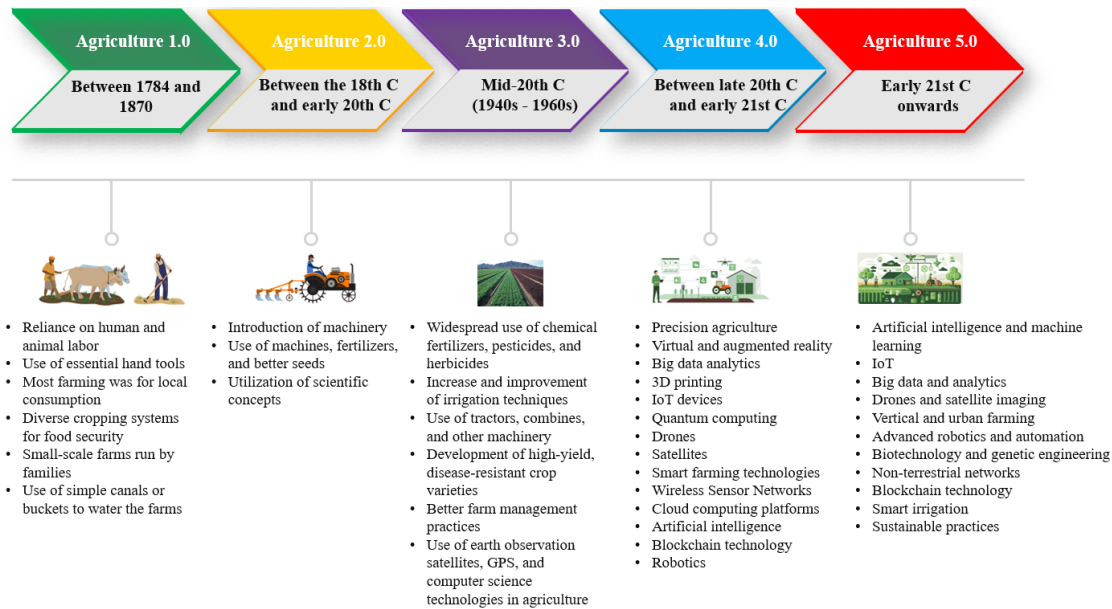 Agriculture 1.0
Between 1784 and
1870
Agriculture 2.0
Between the 18th C
and early 20th C
Agriculture 3.0
Mid-20th C
(1940s - 1960s)
Agriculture 4.0
Between late 20th C
and early 21st C
Agriculture 5.0
Early 21st C
onwards
• Reliance on human and
animal labor
• Use of essential hand tools
• Most farming was for local
consumption
• Diverse cropping systems
for food security
• Small-scale farms run by
families
• Use of simple canals or
buckets to water the farms
• Introduction of machinery
• Use of machines, fertilizers,
and better seeds
• Utilization of scientific
concepts
• Widespread use of chemical
fertilizers, pesticides, and
herbicides
• Increase and improvement
of irrigation techniques
• Use of tractors, combines,
and other machinery
• Development of high-yield,
disease-resistant crop
varieties
• Better farm management
practices
• Use of earth observation
satellites, GPS, and
computer science
technologies in agriculture
• Precision agriculture
• Virtual and augmented reality
• Big data analytics
• 3D printing
• IoT devices
• Quantum computing
• Drones
• Satellites
• Smart farming technologies
• Wireless Sensor Networks
• Cloud computing platforms
• Artificial intelligence
• Blockchain technology
• Robotics
• Artificial intelligence and machine
learning
• IoT
• Big data and analytics
• Drones and satellite imaging
• Vertical and urban farming
• Advanced robotics and automation
• Biotechnology and genetic engineering
• Non-terrestrial networks
• Blockchain technology
• Smart irrigation
• Sustainable practices